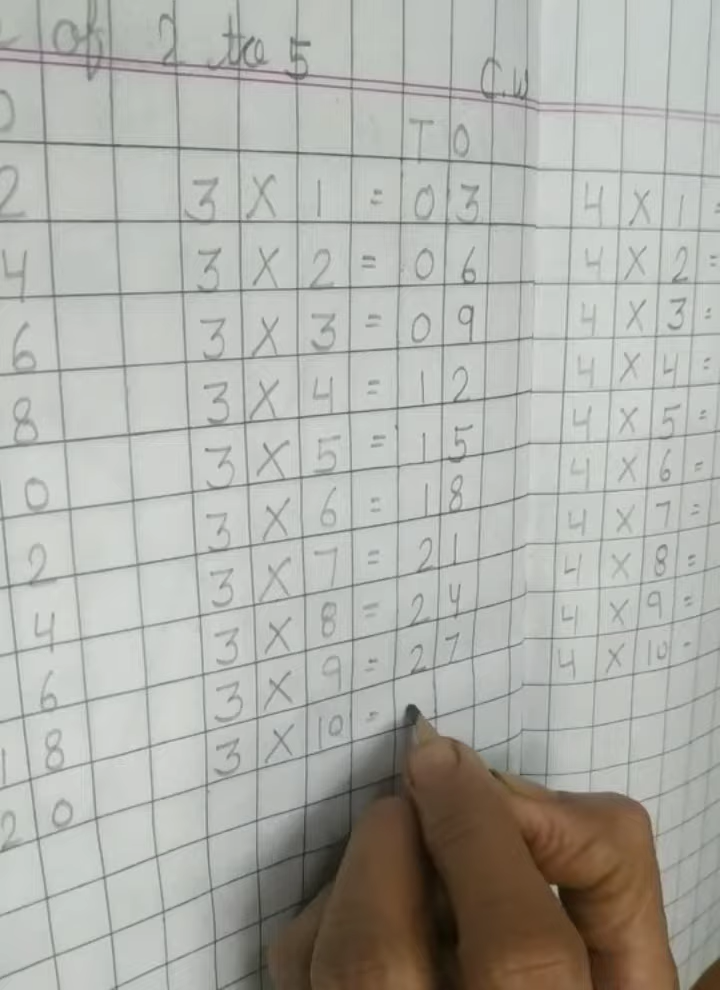 of 2 to 5
C.W
0 T O
2 3 X 1 = 0 3 4 X 1 =
4 3 X 2 = 0 6 4 X 2 =
6 3 X 3 = 0 9 4 X 3 =
8 3 X 4 = 1 2 4 X 4 =
0 3 X 5 = 1 5 4 X 5 =
2 3 X 6 = 1 8 4 X 6 =
4 3 X 7 = 2 1 4 X 7 =
6 3 X 8 = 2 4 4 X 8 =
1 8 3 X 9 = 2 7 4 X 9 =
2 0 3 X 10 = 4 X 10 =